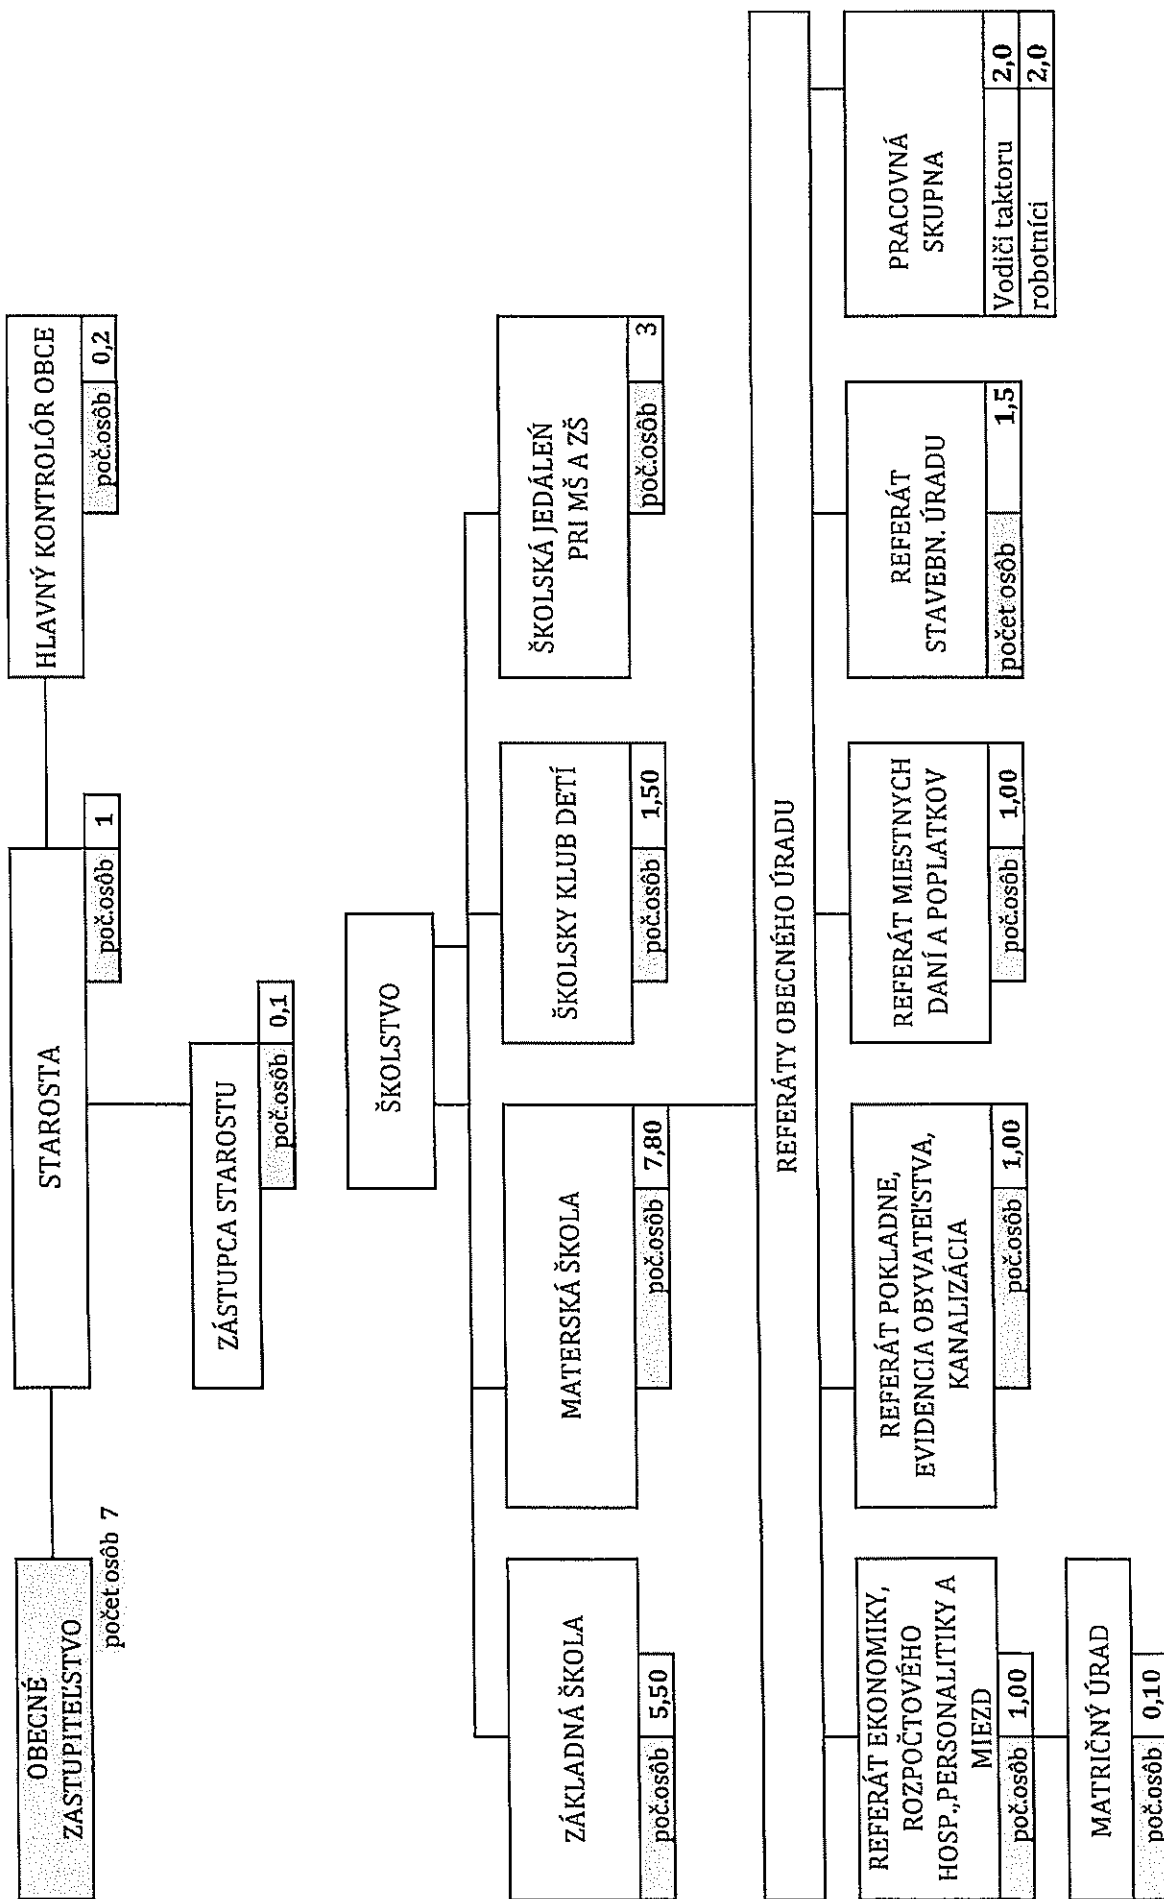 OBECNÉ
ZASTUPITEĽSTVO
počet osôb 7
STAROSTA
poč.osôb 1
HLAVNÝ KONTROLÓR OBCE
poč.osôb 0,2
ZÁSTUPCA STAROSTU
poč.osôb 0,1
ŠKOLSTVO
ZÁKLADNÁ ŠKOLA
poč.osôb 5,50
MATERSKÁ ŠKOLA
poč.osôb 7,80
ŠKOLSKY KLUB DETÍ
poč.osôb 1,50
ŠKOLSKÁ JEDÁLEŇ
PRI MŠ A ZŠ
poč.osôb 3
REFERÁTY OBECNÉHO ÚRADU
REFERÁT EKONOMIKY,
ROZPOČTOVÉHO
HOSP.,PERSONALITIKY A
MIEZD
poč.osôb 1,00
MATRIČNÝ ÚRAD
poč.osôb 0,10
REFERÁT POKLADNE,
EVIDENCIA OBYVATEĽSTVA,
KANALIZÁCIA
poč.osôb 1,00
REFERÁT MIESTNYCH
DANÍ A POPLATKOV
poč.osôb 1,00
REFERÁT
STAVEBN. ÚRADU
počet osôb 1,5
PRACOVNÁ
SKUPNA
Vodiči taktoru 2,0
robotníci 2,0